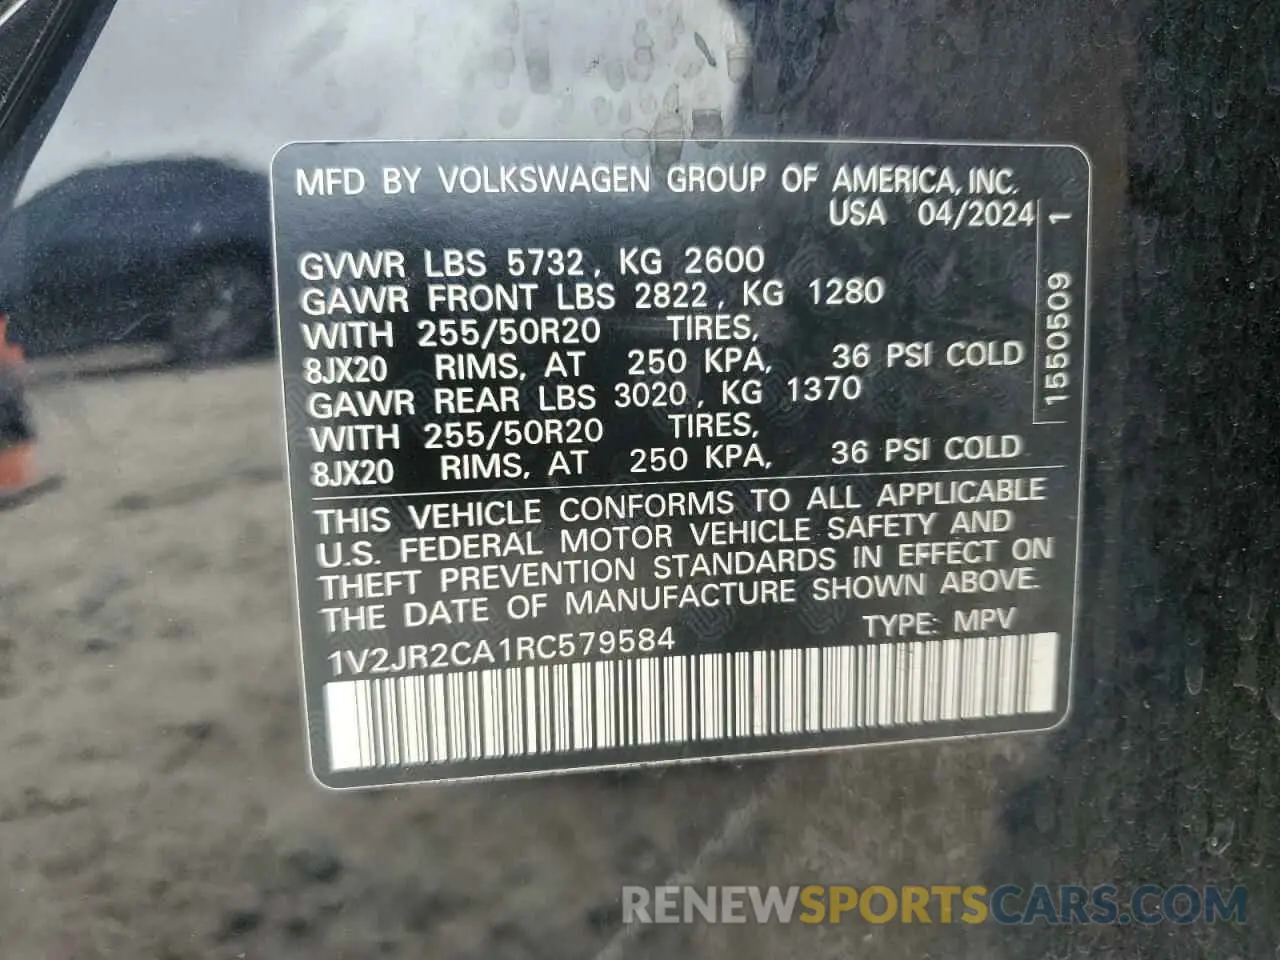 MFD BY VOLKSWAGEN GROUP OF AMERICA, INC.
USA 04/2024
GVWR LBS 5732, KG 2600
GAWR FRONT LBS 2822, KG 1280
WITH 255/50R20 TIRES,
8JX20 RIMS, AT 250 KPA, 36 PSI COLD
GAWR REAR LBS 3020, KG 1370
WITH 255/50R20 TIRES,
8JX20 RIMS, AT 250 KPA, 36 PSI COLD
1550509 1
THIS VEHICLE CONFORMS TO ALL APPLICABLE
U.S. FEDERAL MOTOR VEHICLE SAFETY AND
THEFT PREVENTION STANDARDS IN EFFECT ON
THE DATE OF MANUFACTURE SHOWN ABOVE.
1V2JR2CA1RC579584 TYPE: MPV
RENEWSPORTSCARS.COM